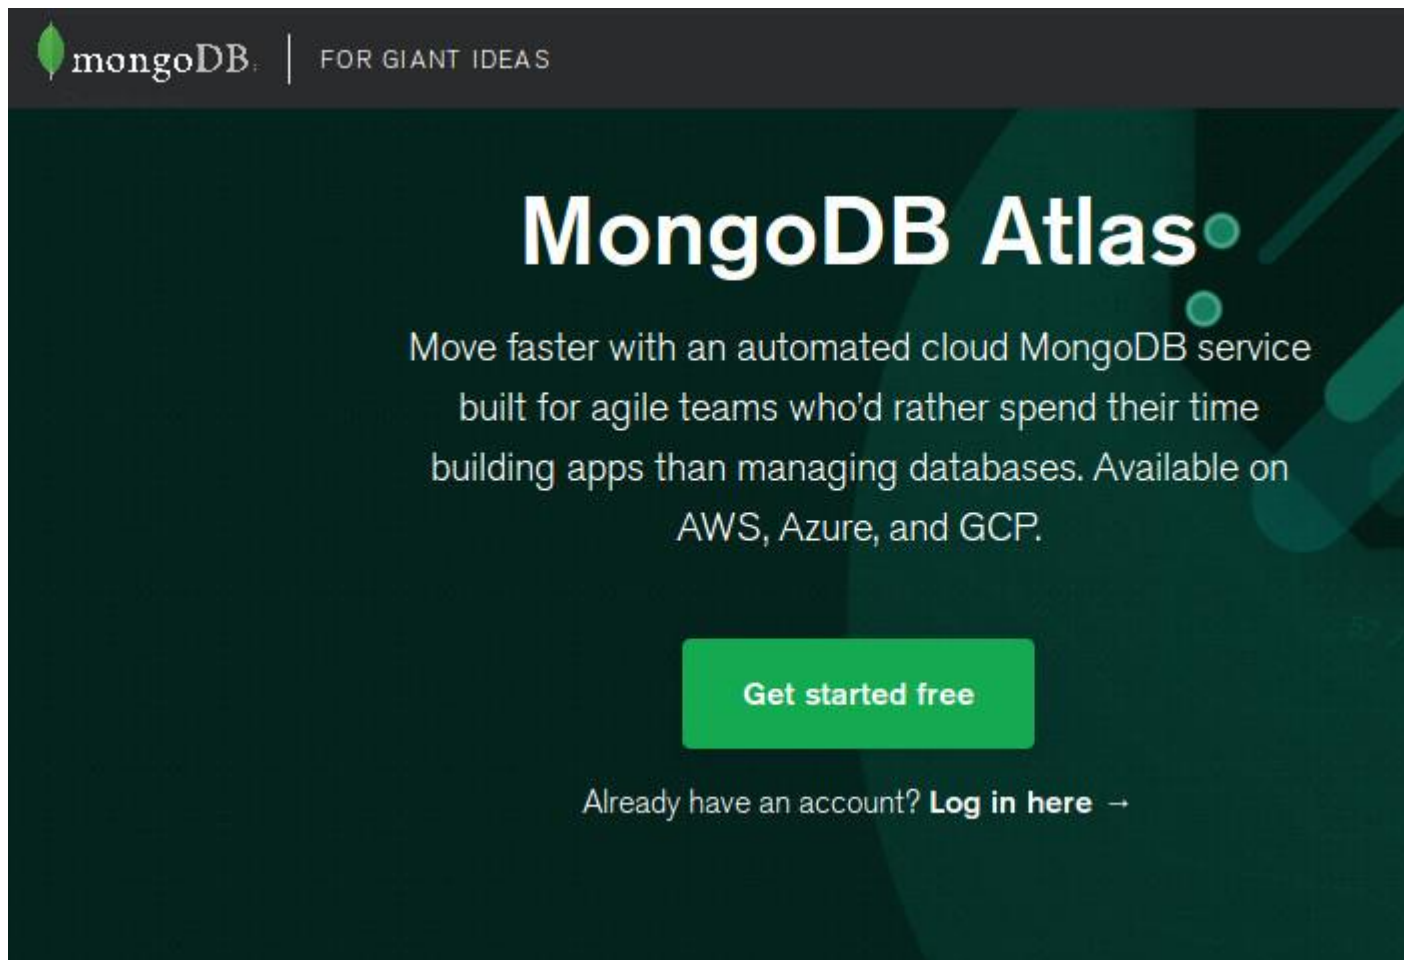 mongoDB.
FOR GIANT IDEAS
MongoDB Atlas
Move faster with an automated cloud MongoDB service
built for agile teams who'd rather spend their time
building apps than managing databases. Available on
AWS, Azure, and GCP.
Get started free
Already have an account? Log in here →